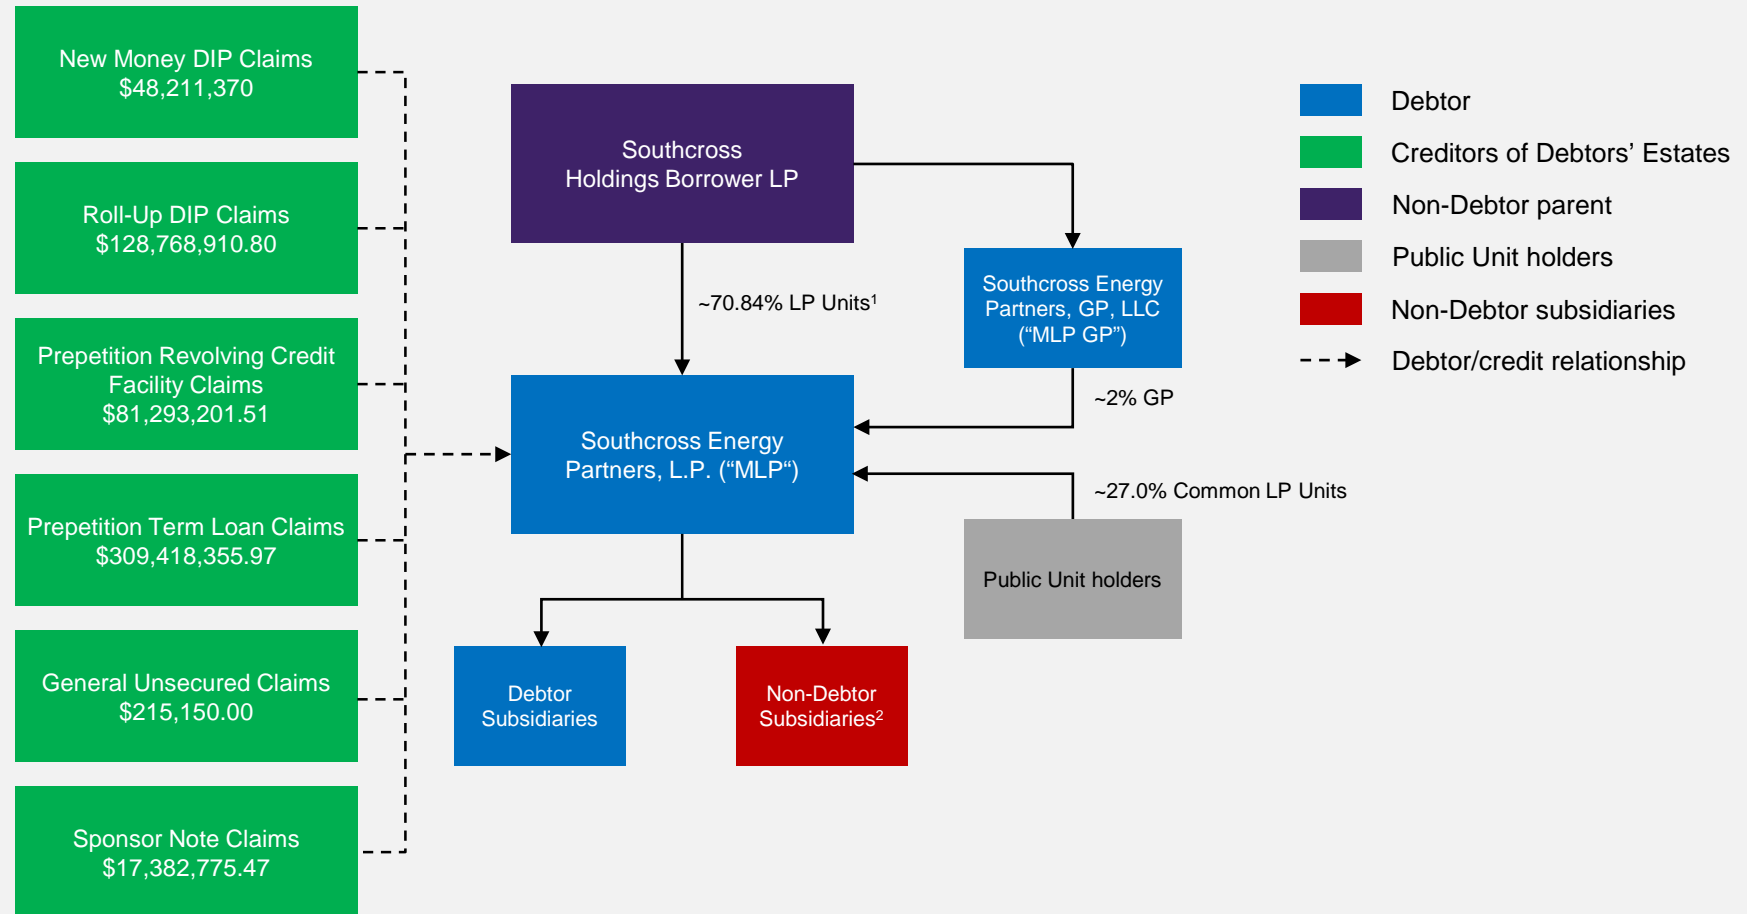 New Money DIP Claims
$48,211,370
Roll-Up DIP Claims
$128,768,910.80
Prepetition Revolving Credit
Facility Claims
$81,293,201.51
Prepetition Term Loan Claims
$309,418,355.97
General Unsecured Claims
$215,150.00
Sponsor Note Claims
$17,382,775.47
Southcross
Holdings Borrower LP
~70.84% LP Units¹
Southcross Energy
Partners, GP, LLC
(“MLP GP”)
~2% GP
Southcross Energy
Partners, L.P. (“MLP“)
~27.0% Common LP Units
Public Unit holders
Debtor
Subsidiaries
Non-Debtor
Subsidiaries²
Debtor
Creditors of Debtors’ Estates
Non-Debtor parent
Public Unit holders
Non-Debtor subsidiaries
Debtor/credit relationship